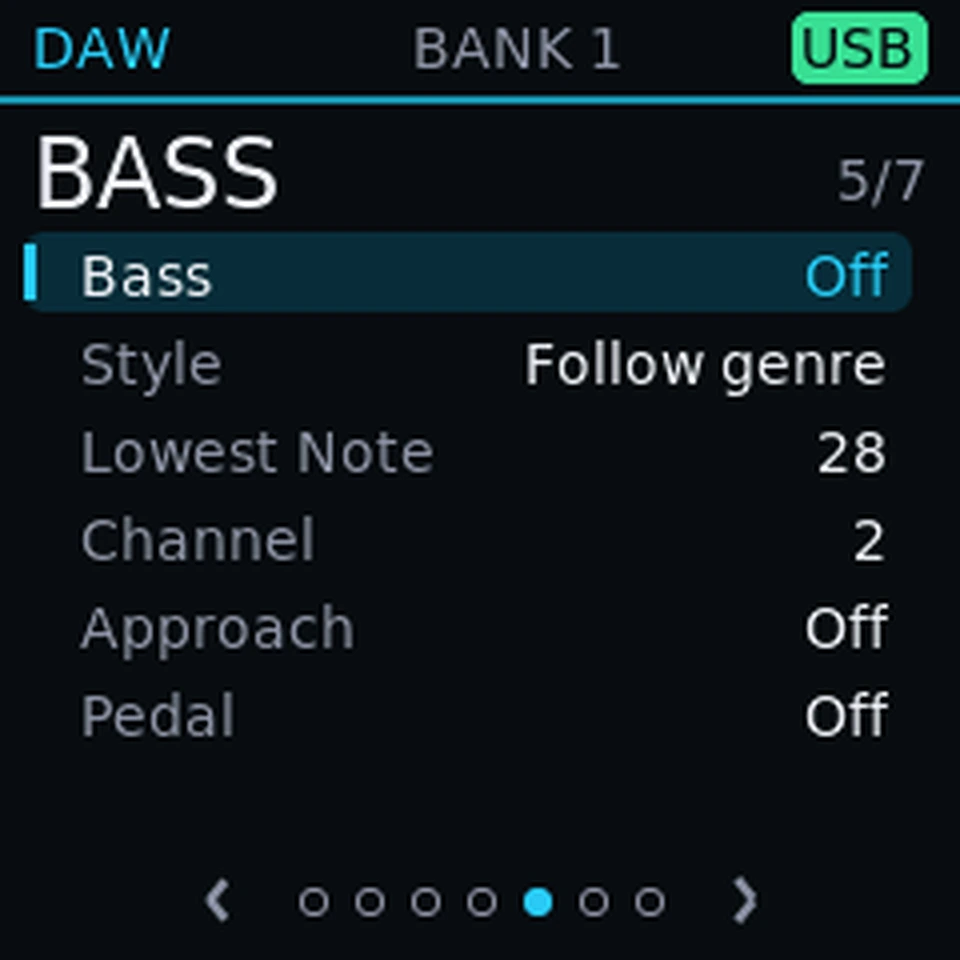 DAW BANK 1 USB
BASS 5/7
Bass Off
Style Follow genre
Lowest Note 28
Channel 2
Approach Off
Pedal Off